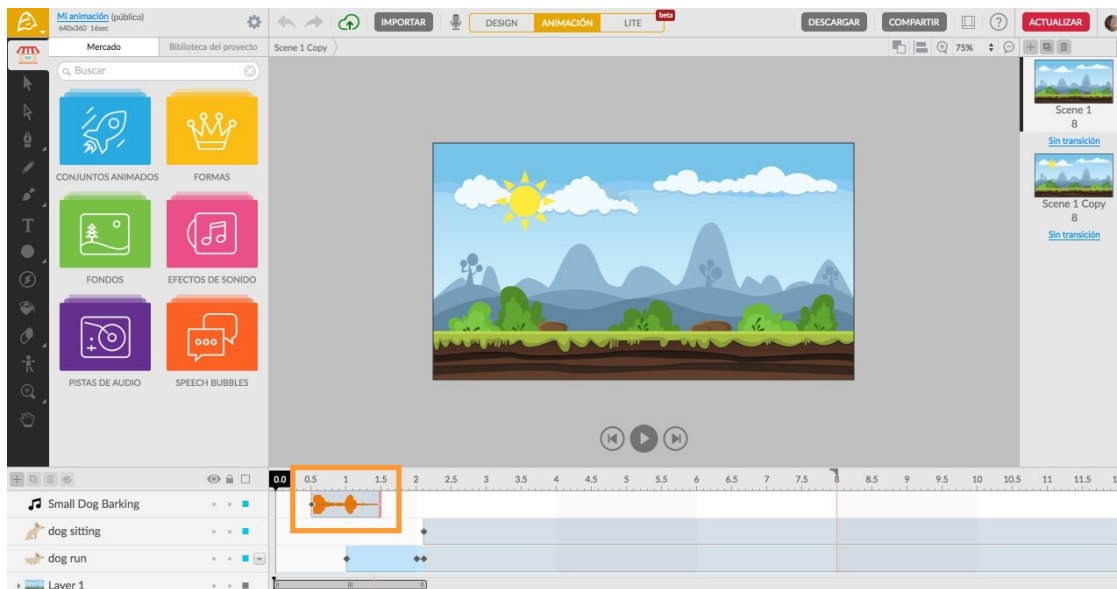 Mi animación (público)
640x360 16sec
IMPORTAR
DESIGN
ANIMACIÓN
LITE
beta
DESCARGAR
COMPARTIR
?
ACTUALIZAR
Mercado
Biblioteca del proyecto
Scene 1 Copy
75%
Buscar
CONJUNTOS ANIMADOS
FORMAS
FONDOS
EFECTOS DE SONIDO
PISTAS DE AUDIO
SPEECH BUBBLES
T
Scene 1
8
Sin transición
Scene 1 Copy
8
Sin transición
0.0 0.5 1 1.5 2 2.5 3 3.5 4 4.5 5 5.5 6 6.5 7 7.5 8 8.5 9 9.5 10 10.5 11 11.5 1
Small Dog Barking
dog sitting
dog run
Layer 1